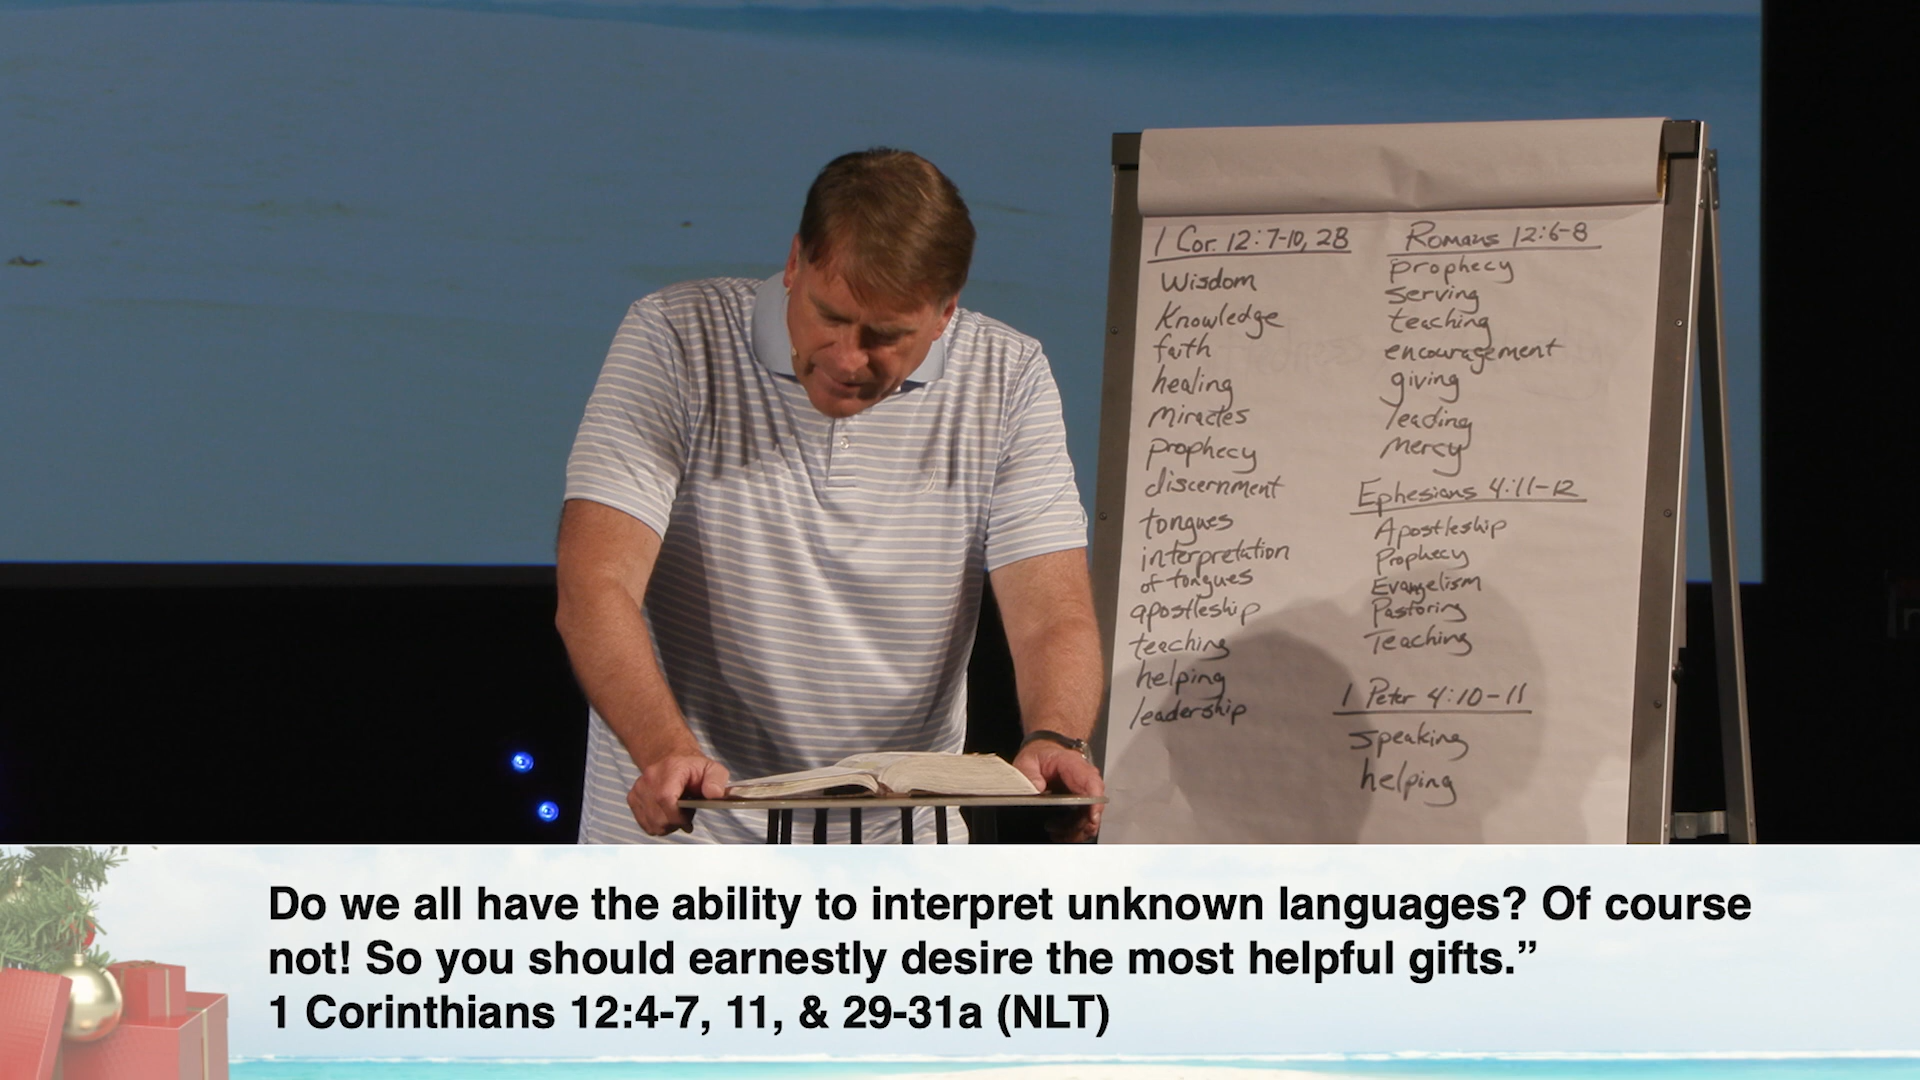 1 Cor. 12:7-10, 28
Wisdom
Knowledge
faith
healing
Miracles
Prophecy
discernment
tongues
interpretation
of tongues
apostleship
teaching
helping
leadership
Romans 12:6-8
Prophecy
Serving
teaching
encouragement
giving
leading
Mercy
Ephesians 4:11-12
Apostleship
Prophecy
Evangelism
Pastoring
Teaching
1 Peter 4:10-11
Speaking
helping
Do we all have the ability to interpret unknown languages? Of course
not! So you should earnestly desire the most helpful gifts.”
1 Corinthians 12:4-7, 11, & 29-31a (NLT)